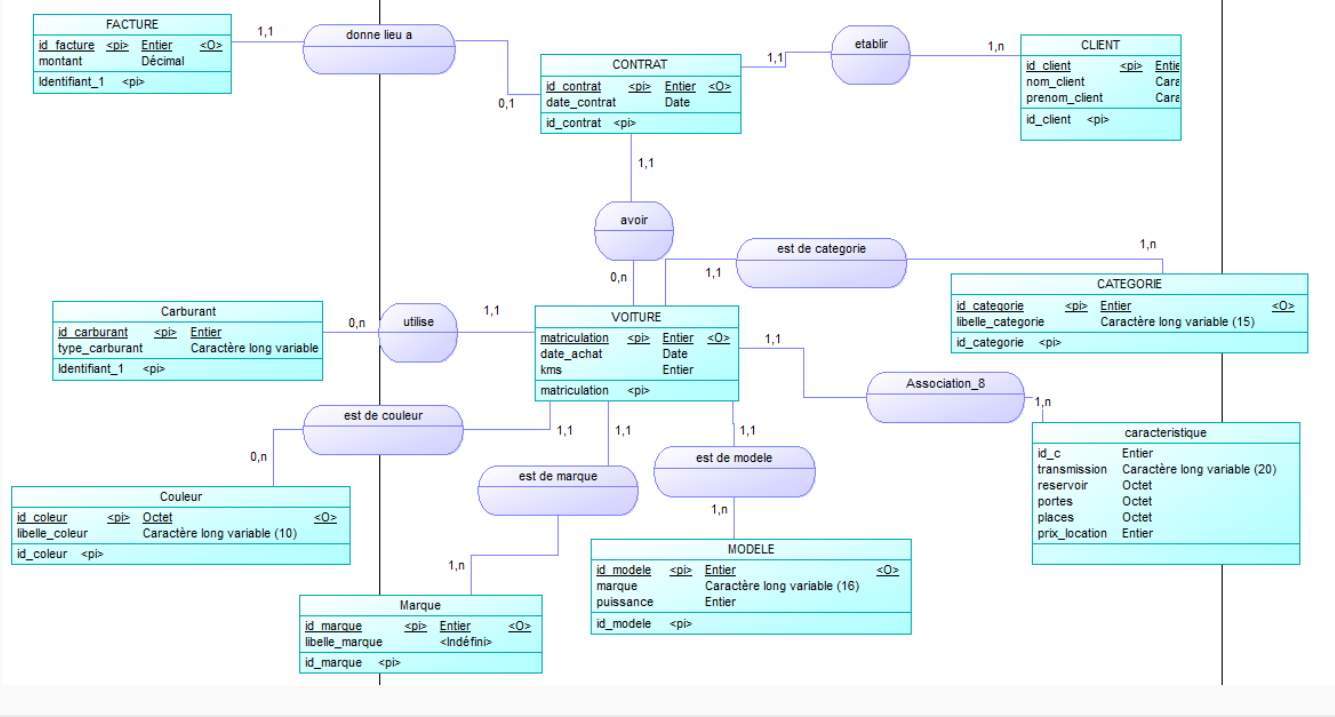 FACTURE
id_facture <pi> Entier <O>
montant Décimal
Identifiant_1 <pi>
1,1
donne lieu a
0,1
CONTRAT
id_contrat <pi> Entier <O>
date_contrat Date
id_contrat <pi>
1,1
etablir
1,n
CLIENT
id_client <pi> Entie
nom_client Cara
prenom_client Cara
id_client <pi>
1,1
avoir
0,n
est de categorie
1,1
1,n
CATEGORIE
id_categorie <pi> Entier <O>
libelle_categorie Caractère long variable (15)
id_categorie <pi>
Carburant
id_carburant <pi> Entier
type_carburant Caractère long variable
Identifiant_1 <pi>
0,n
utilise
1,1
VOITURE
matriculation <pi> Entier <O>
date_achat Date
kms Entier
matriculation <pi>
1,1
Association_8
1,n
caracteristique
id_c Entier
transmission Caractère long variable (20)
reservoir Octet
portes Octet
places Octet
prix_location Entier
est de couleur
1,1
0,n
Couleur
id_coleur <pi> Octet <O>
libelle_coleur Caractère long variable (10)
id_coleur <pi>
1,1
est de marque
1,n
Marque
id_marque <pi> Entier <O>
libelle_marque <Indéfini>
id_marque <pi>
1,1
est de modele
1,n
MODELE
id_modele <pi> Entier <O>
marque Caractère long variable (16)
puissance Entier
id_modele <pi>